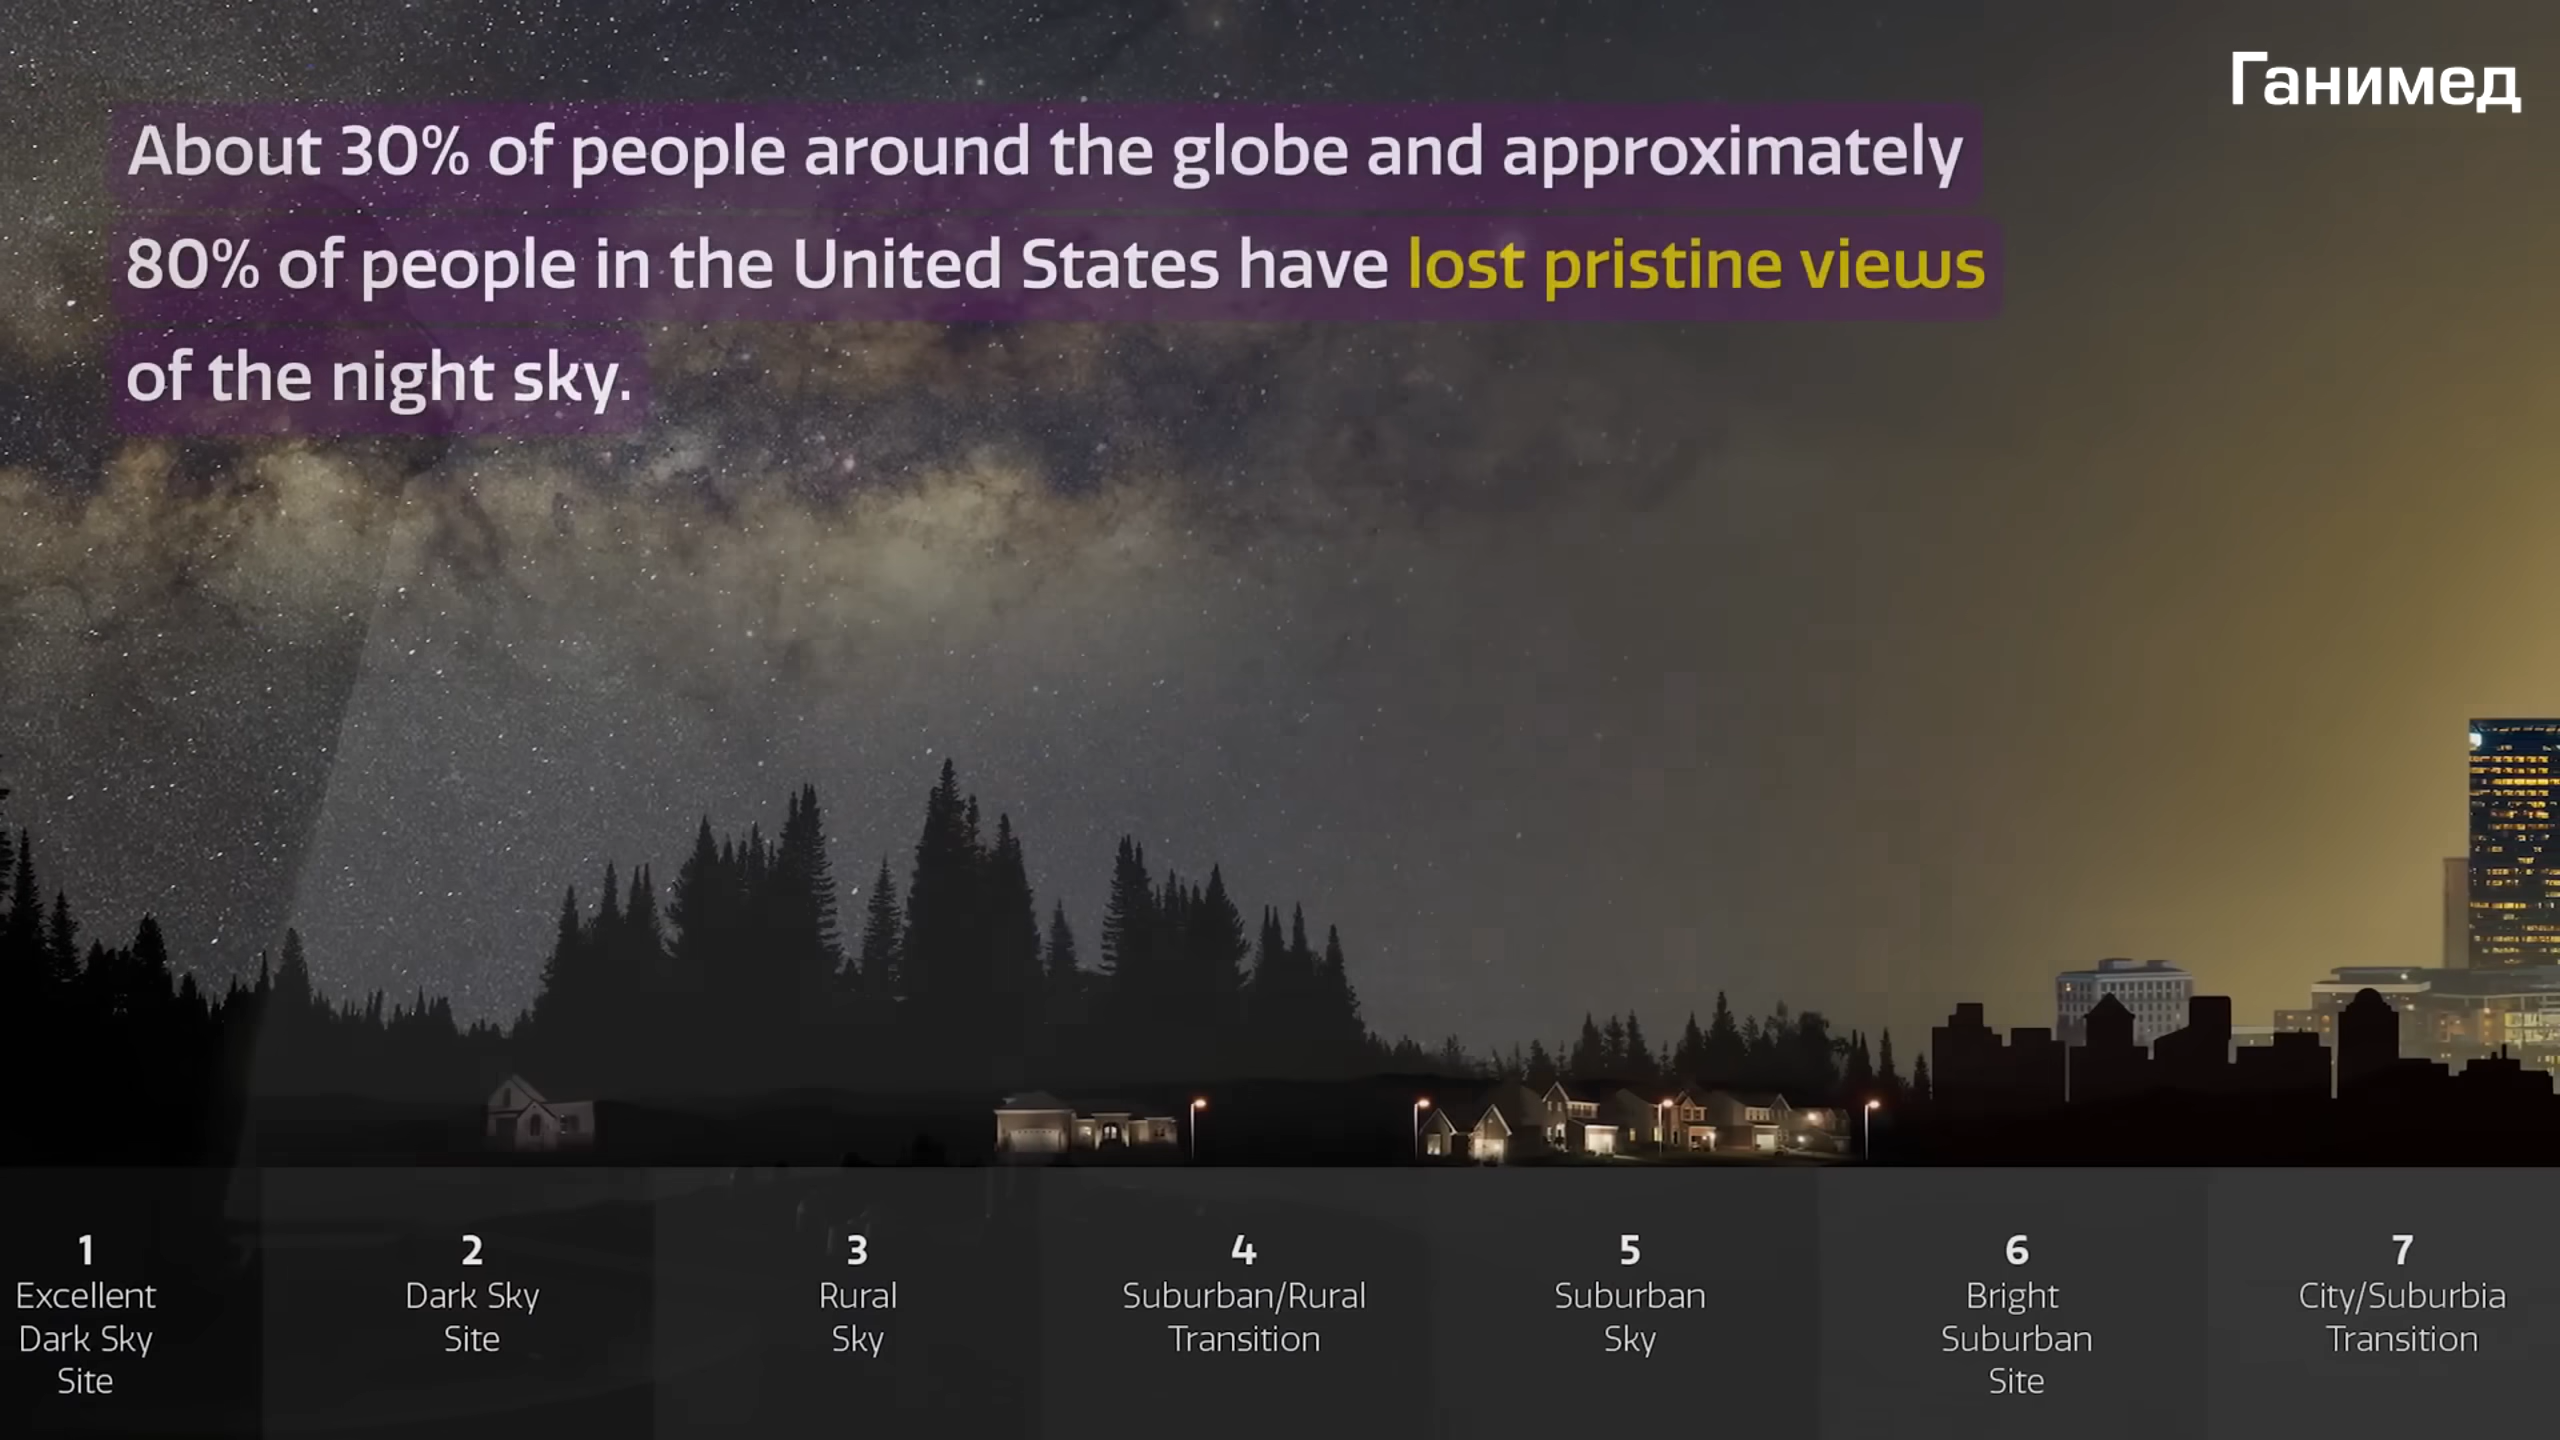 Ганимед
About 30% of people around the globe and approximately
80% of people in the United States have lost pristine views
of the night sky.
1
Excellent
Dark Sky
Site
2
Dark Sky
Site
3
Rural
Sky
4
Suburban/Rural
Transition
5
Suburban
Sky
6
Bright
Suburban
Site
7
City/Suburbia
Transition